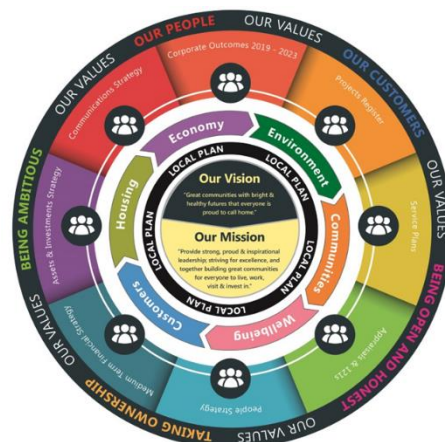 OUR VALUES
OUR PEOPLE
OUR VALUES
OUR CUSTOMERS
OUR VALUES
BEING OPEN AND HONEST
OUR VALUES
TAKING OWNERSHIP
OUR VALUES
BEING AMBITIOUS
Corporate Outcomes 2019 - 2023
Projects Register
Service Plans
Appraisals & 121s
People Strategy
Medium Term Financial Strategy
Assets & Investments Strategy
Communications Strategy
Economy
Environment
Communities
Wellbeing
Customers
Housing
LOCAL PLAN
LOCAL PLAN
LOCAL PLAN
LOCAL PLAN
LOCAL PLAN
Our Vision
"Great communities with bright &
healthy futures that everyone is
proud to call home."
Our Mission
"Provide strong, proud & inspirational
leadership; striving for excellence, and
together building great communities
for everyone to live, work,
visit & invest in."